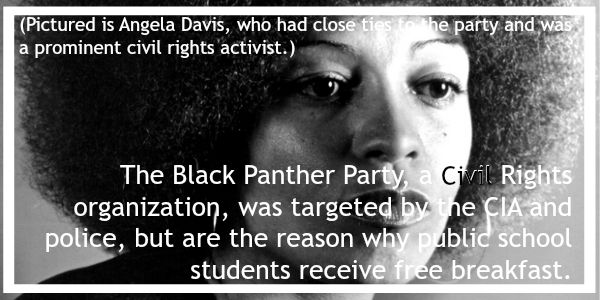 (Pictured is Angela Davis, who had close ties to the party and was
a prominent civil rights activist.)
The Black Panther Party, a Civil Rights
organization, was targeted by the CIA and
police, but are the reason why public school
students receive free breakfast.